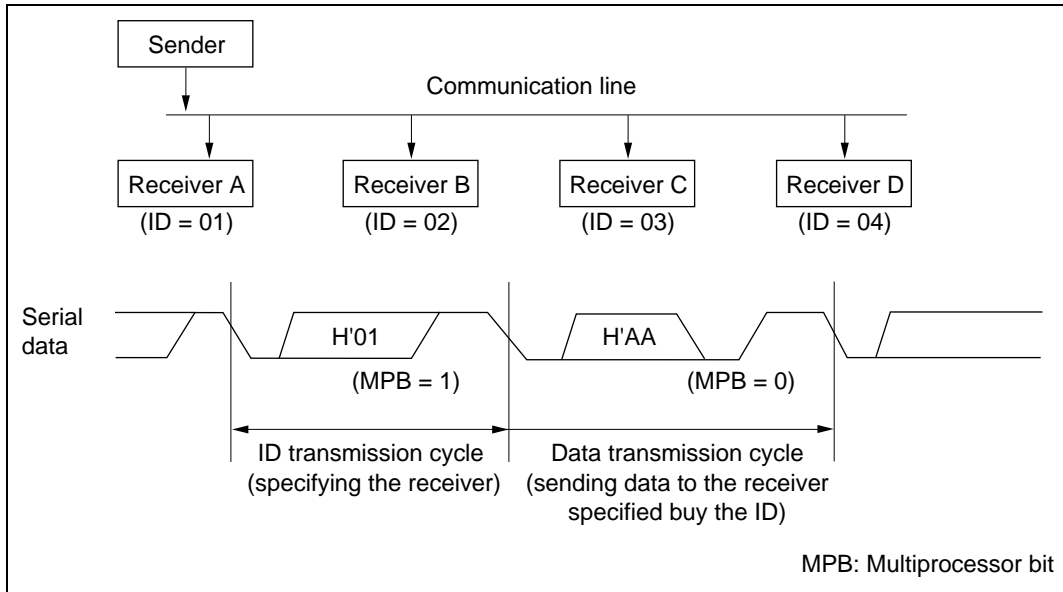 Sender
Communication line
Receiver A
Receiver B
Receiver C
Receiver D
(ID = 01)
(ID = 02)
(ID = 03)
(ID = 04)
Serial
data
H'01
H'AA
(MPB = 1)
(MPB = 0)
ID transmission cycle
(specifying the receiver)
Data transmission cycle
(sending data to the receiver
specified buy the ID)
MPB: Multiprocessor bit